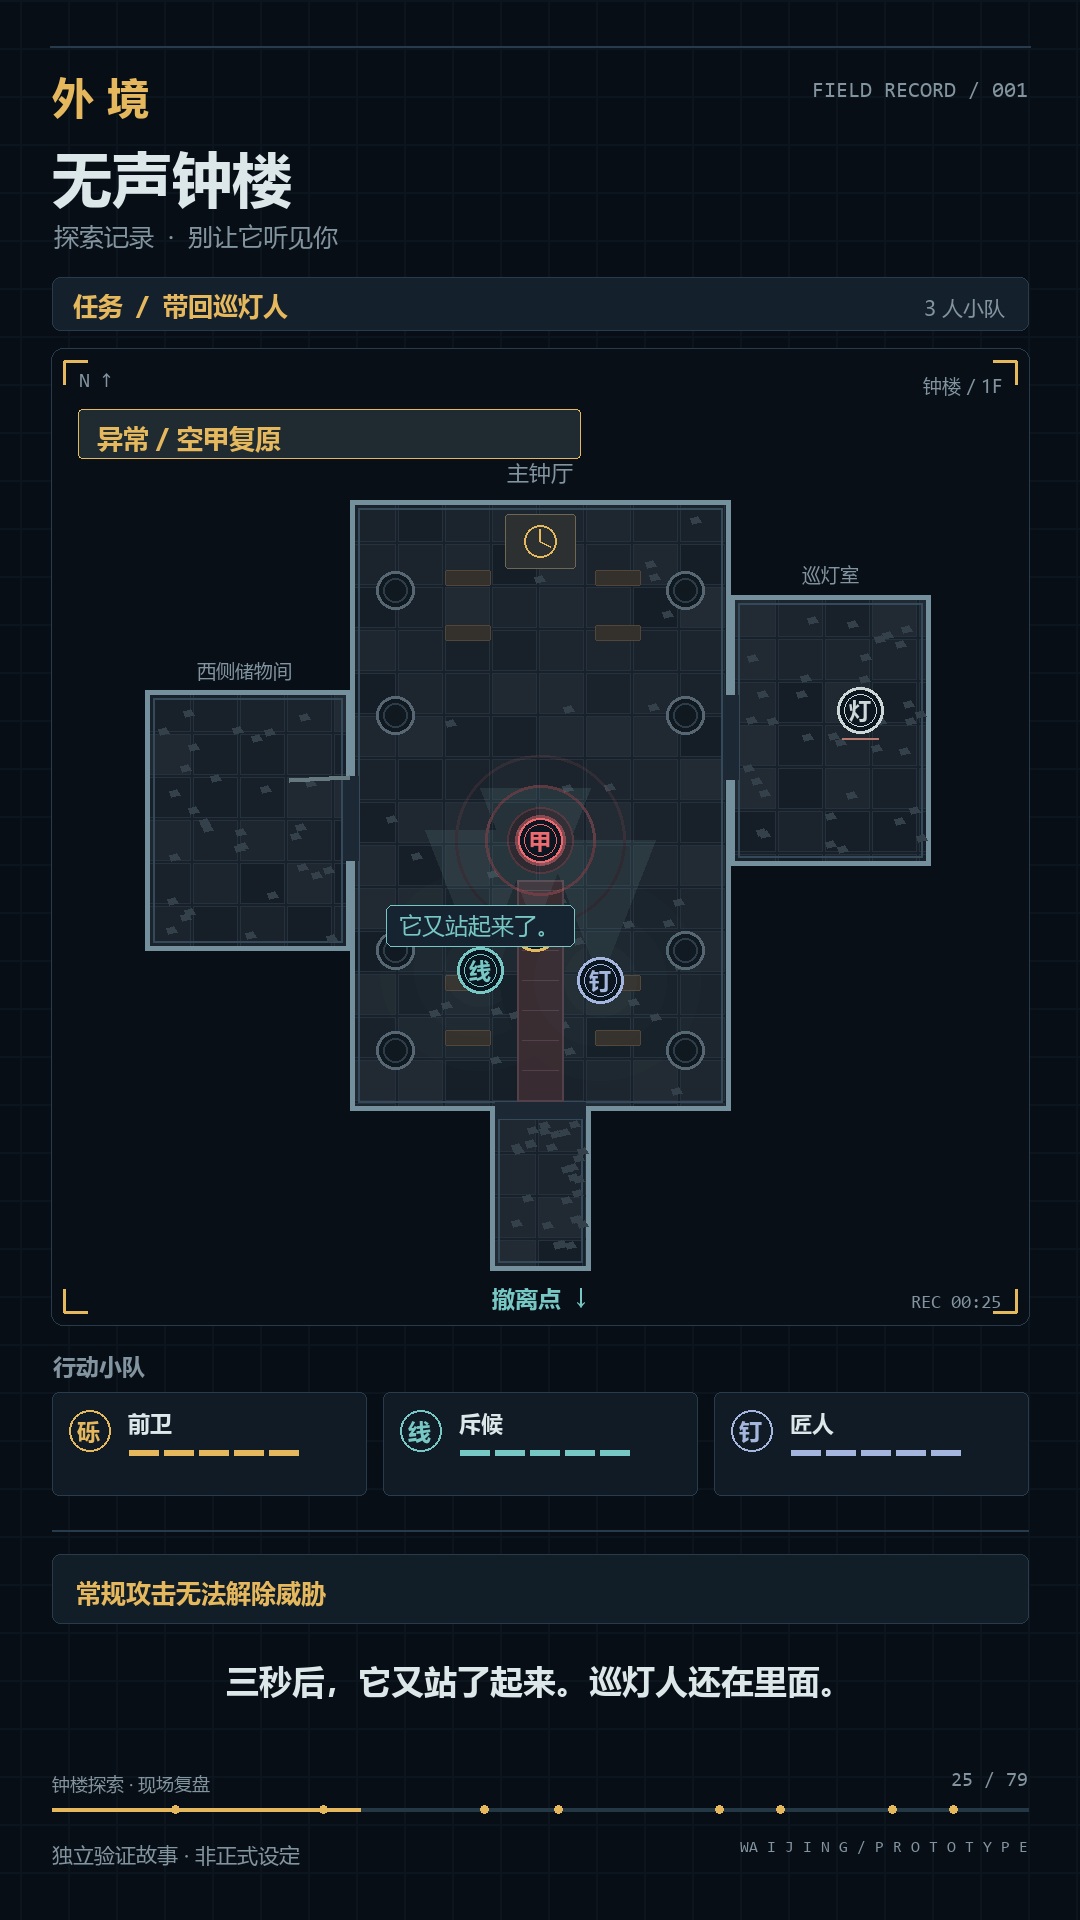 外境
FIELD RECORD / 001
无声钟楼
探索记录 · 别让它听见你
任务 / 带回巡灯人
3 人小队
N ↑
钟楼 / 1F
异常 / 空甲复原
主钟厅
巡灯室
西侧储物间
灯
甲
它又站起来了。
线
钉
撤离点 ↓
REC 00:25
行动小队
砾 前卫
线 斥候
钉 匠人
常规攻击无法解除威胁
三秒后，它又站了起来。巡灯人还在里面。
钟楼探索 · 现场复盘
25 / 79
独立验证故事 · 非正式设定
WAIJING/PROTOTYPE